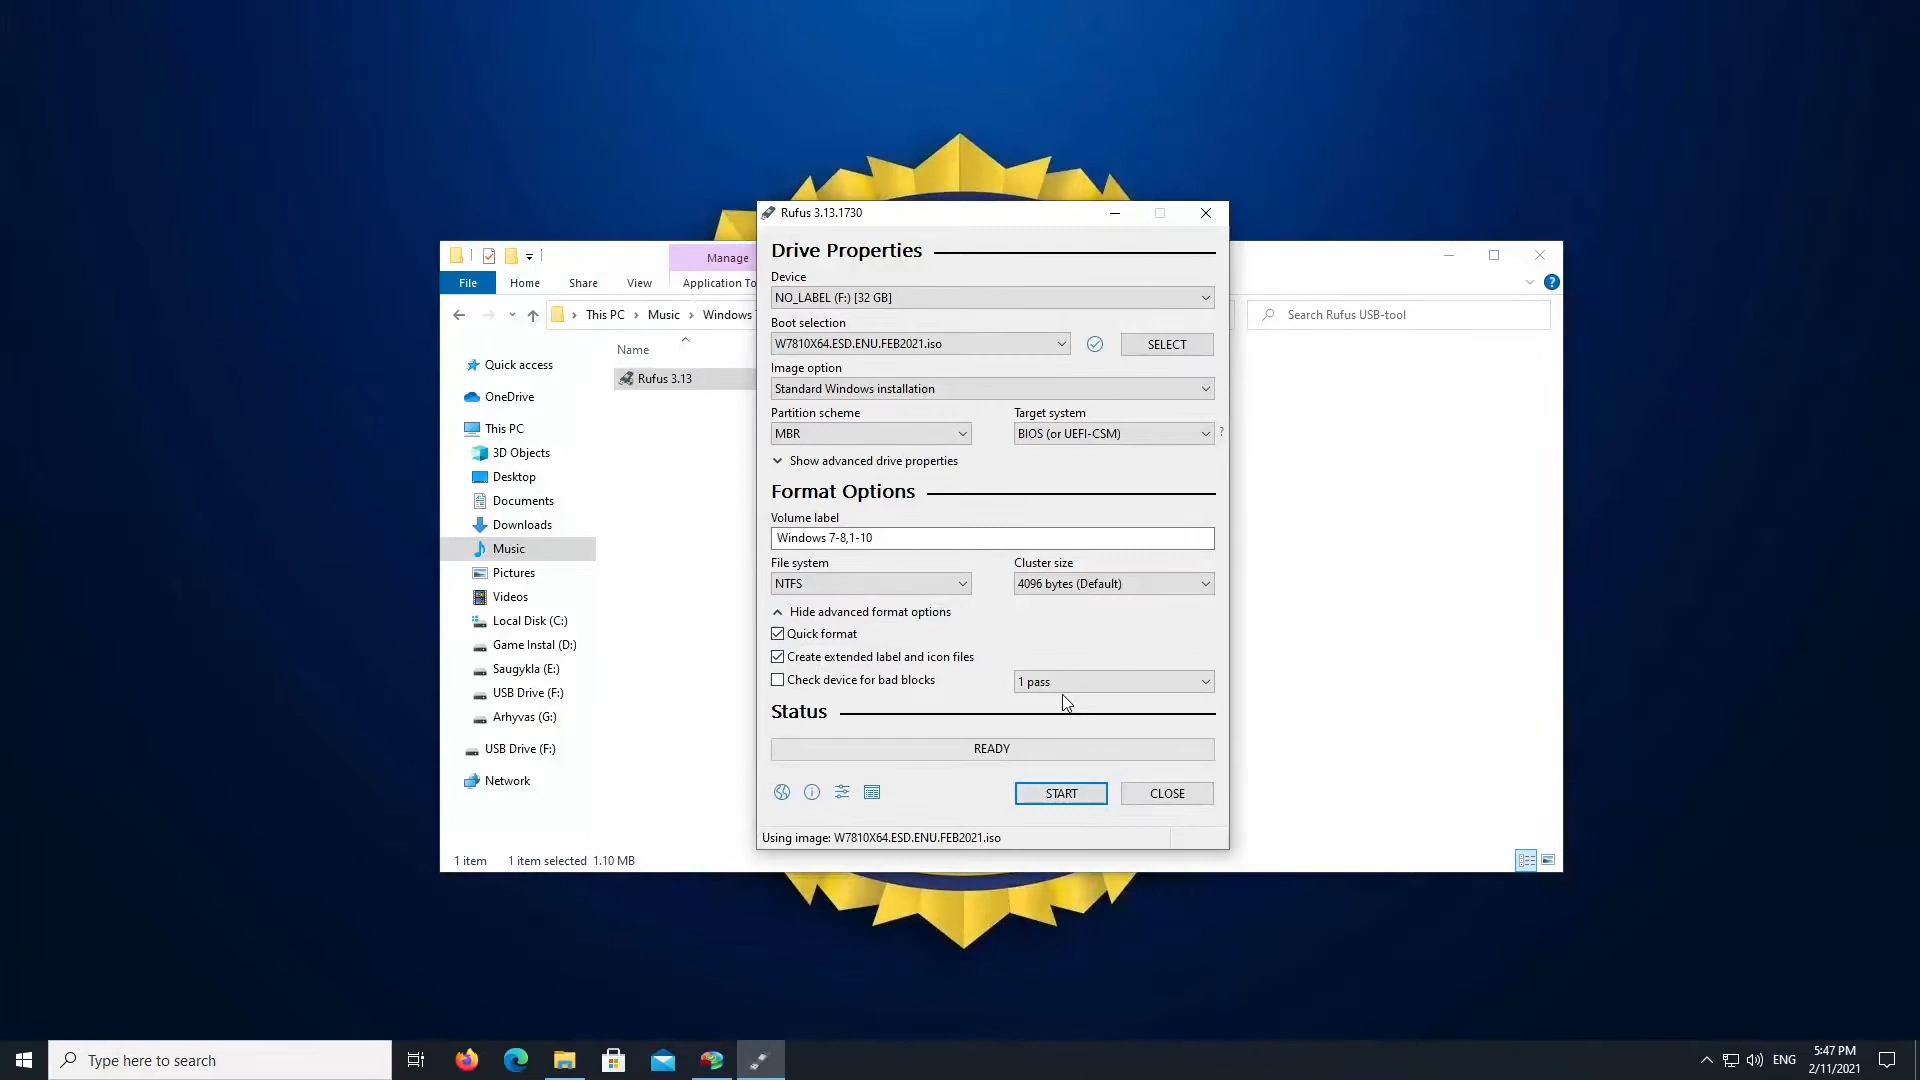 Rufus 3.13.1730
Drive Properties
Device
NO_LABEL (F:) [32 GB]
Boot selection
W7810X64.ESD.ENU.FEB2021.iso
SELECT
Image option
Standard Windows installation
Partition scheme
Target system
MBR
BIOS (or UEFI-CSM)
?
Show advanced drive properties
Format Options
Volume label
Windows 7-8,1-10
File system
Cluster size
NTFS
4096 bytes (Default)
Hide advanced format options
Quick format
Create extended label and icon files
Check device for bad blocks
1 pass
Status
READY
START
CLOSE
Using image: W7810X64.ESD.ENU.FEB2021.iso
Manage
File
Home
Share
View
Application To
?
This PC
Music
Windows
Search Rufus USB-tool
Name
Rufus 3.13
Quick access
OneDrive
This PC
3D Objects
Desktop
Documents
Downloads
Music
Pictures
Videos
Local Disk (C:)
Game Instal (D:)
Saugykla (E:)
USB Drive (F:)
Arhyvas (G:)
USB Drive (F:)
Network
1 item
1 item selected 1.10 MB
Type here to search
ENG
5:47 PM
2/11/2021